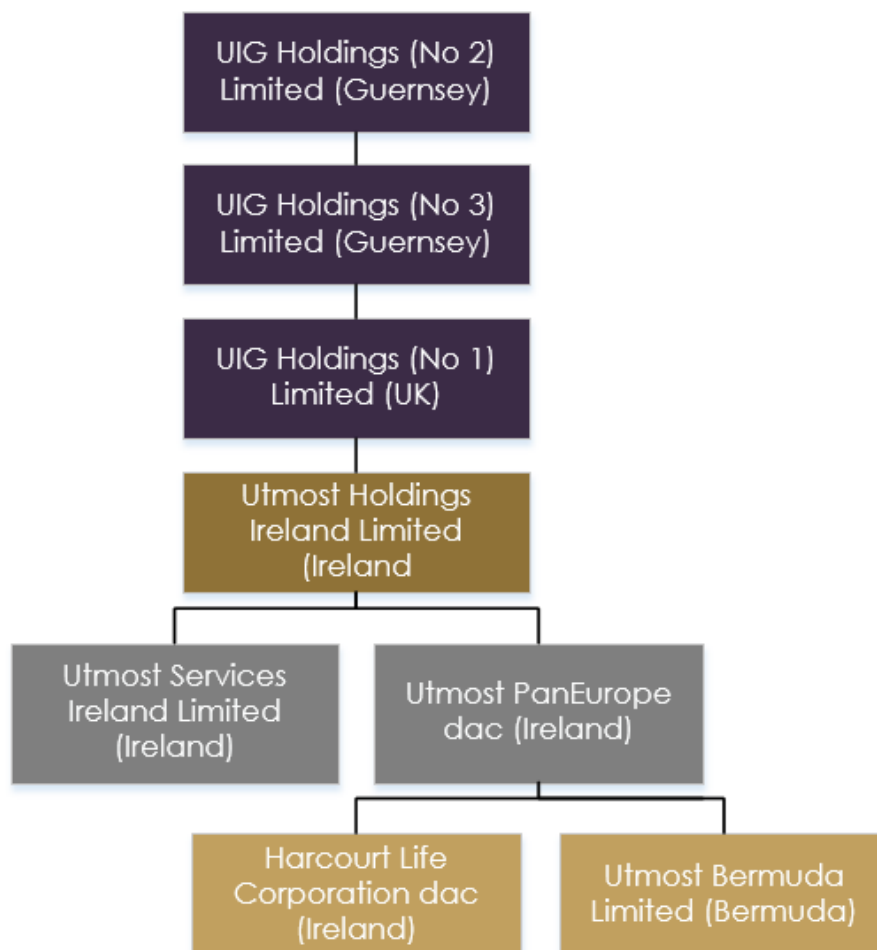 UIG Holdings (No 2)
Limited (Guernsey)
UIG Holdings (No 3)
Limited (Guernsey)
UIG Holdings (No 1)
Limited (UK)
Utmost Holdings
Ireland Limited
(Ireland
Utmost Services
Ireland Limited
(Ireland)
Utmost PanEurope
dac (Ireland)
Harcourt Life
Corporation dac
(Ireland)
Utmost Bermuda
Limited (Bermuda)